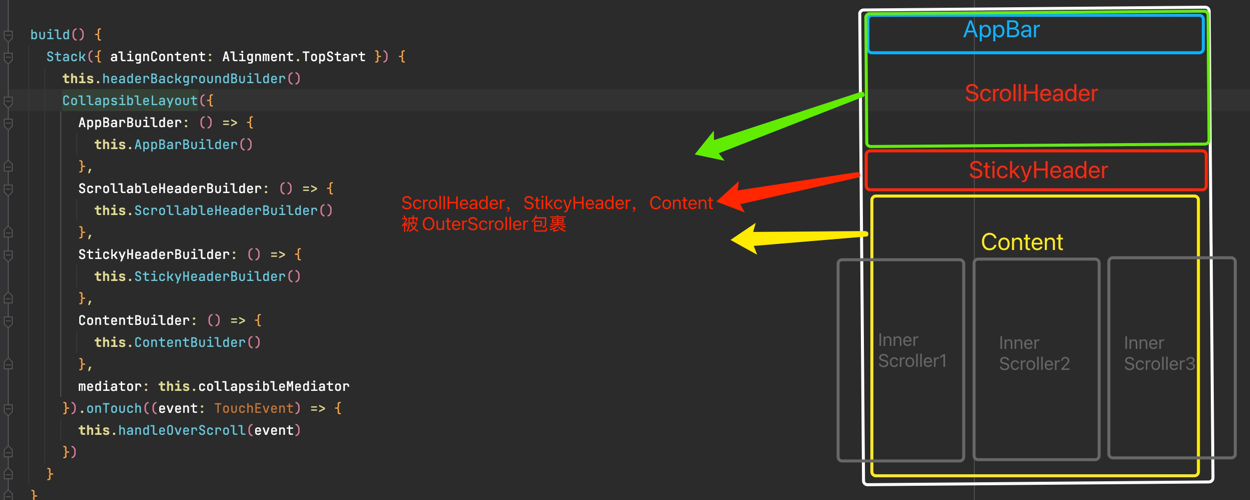 build() {
Stack({ alignContent: Alignment.TopStart }) {
this.headerBackgroundBuilder()
CollapsibleLayout({
AppBarBuilder: () => {
this.AppBarBuilder()
},
ScrollableHeaderBuilder: () => {
this.ScrollableHeaderBuilder()
},
StickyHeaderBuilder: () => {
this.StickyHeaderBuilder()
},
ContentBuilder: () => {
this.ContentBuilder()
},
mediator: this.collapsibleMediator
}).onTouch((event: TouchEvent) => {
this.handleOverScroll(event)
})
}
}
ScrollHeader，StikcyHeader，Content
被 OuterScroller 包裹
AppBar
ScrollHeader
StickyHeader
Content
Inner
Scroller1
Inner
Scroller2
Inner
Scroller3